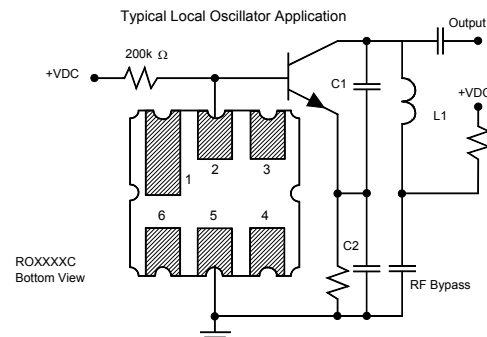 Typical Local Oscillator Application
Output
200k Ω
+VDC
C1
+VDC
L1
1
2
3
6
5
4
C2
ROXXXXC
Bottom View
RF Bypass